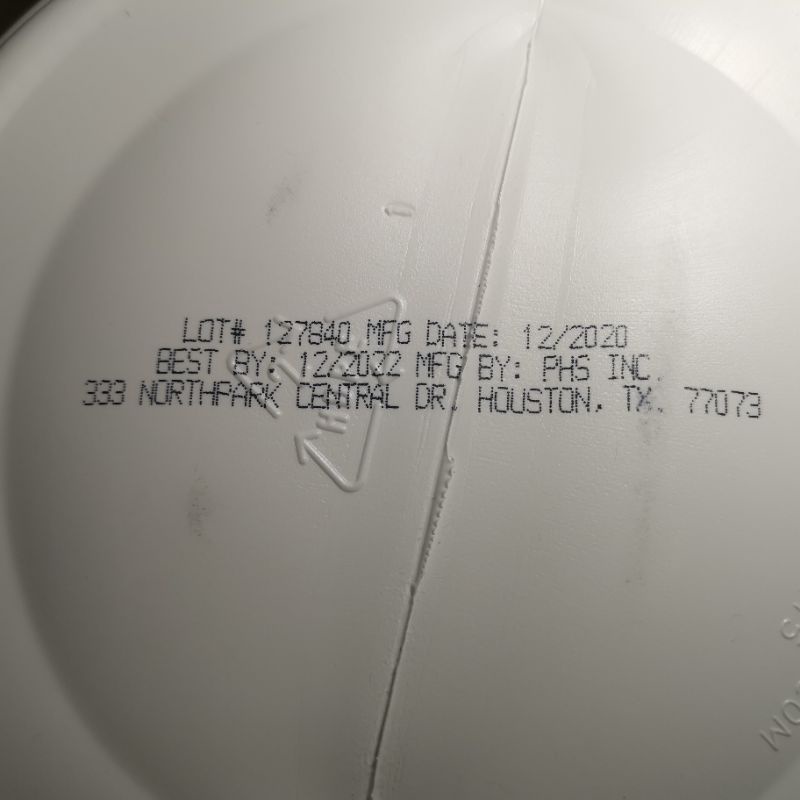 LOT# 127840 MFG DATE: 12/2020
BEST BY: 12/2022 MFG BY: PHS INC.
333 NORTHPARK CENTRAL DR. HOUSTON, TX. 77073